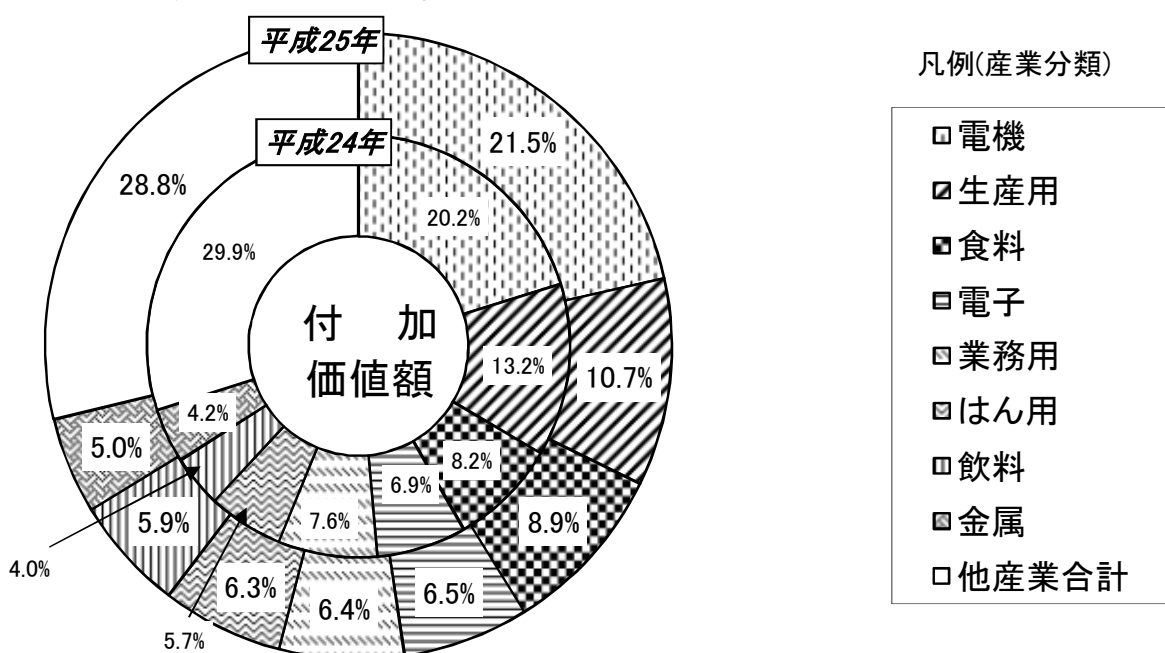 平成25年
平成24年
21.5%
20.2%
28.8%
29.9%
付 加
価値額
13.2%
10.7%
8.2%
8.9%
6.9%
6.5%
7.6%
6.4%
6.3%
5.7%
5.9%
4.0%
4.2%
5.0%
凡例(産業分類)
電機
生産用
食料
電子
業務用
はん用
飲料
金属
他産業合計